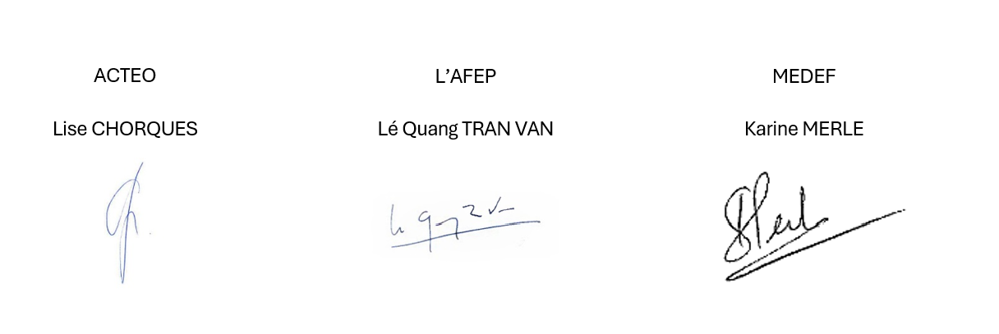 ACTEO L’AFEP MEDEF
Lise CHORQUES Lé Quang TRAN VAN Karine MERLE